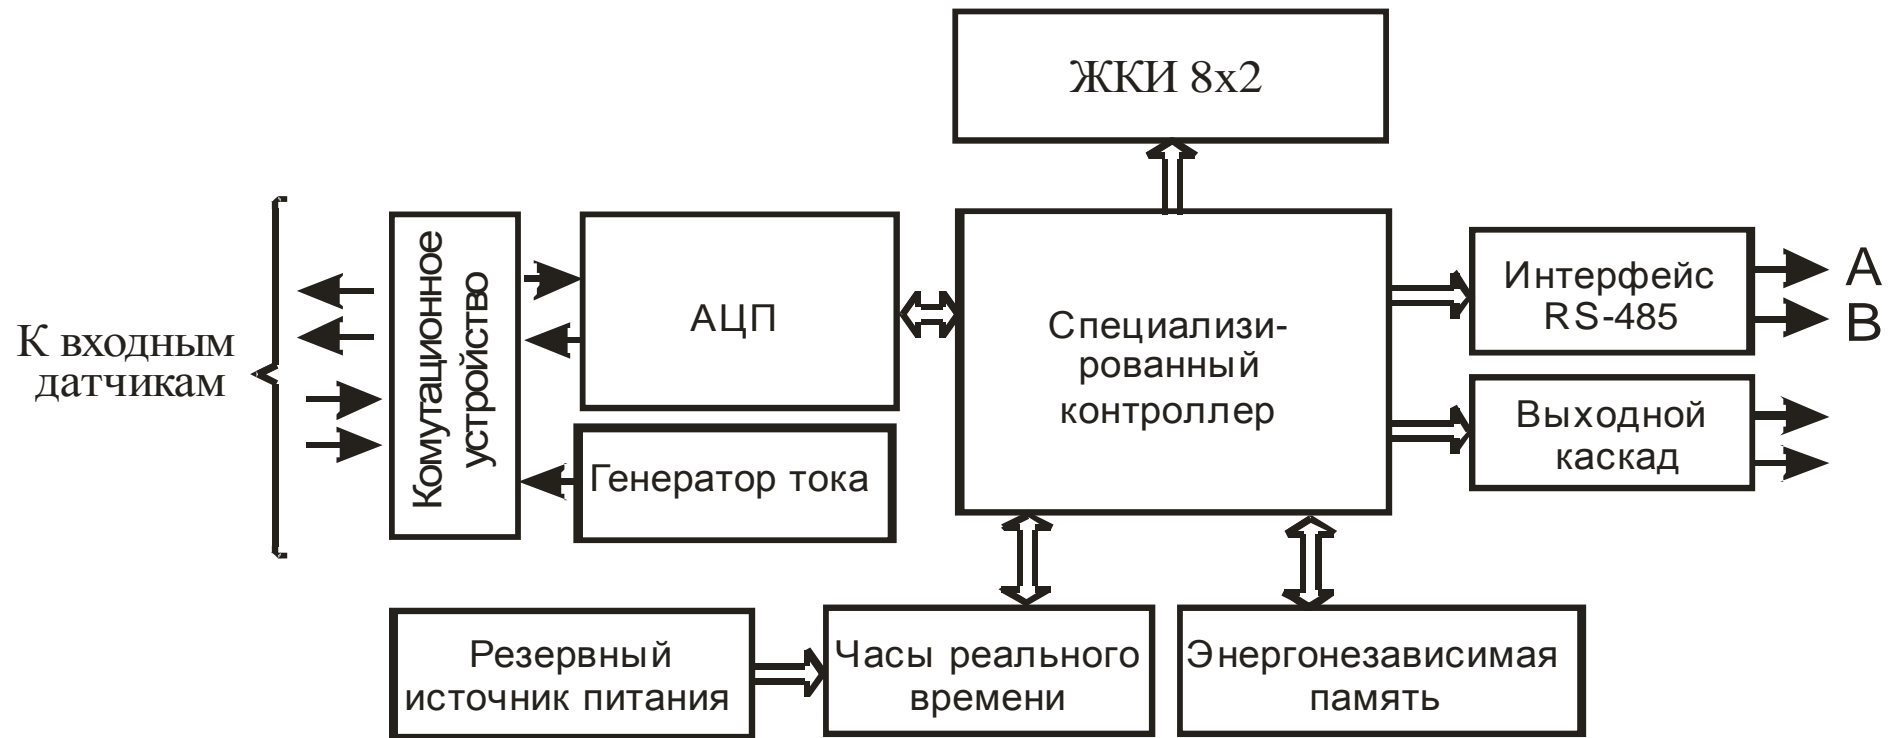 ЖКИ 8x2
К входным
датчикам
Комутационное
устройство
АЦП
Генератор тока
Специализи-
рованный
контроллер
Интерфейс
RS-485
A
B
Выходной
каскад
Резервный
источник питания
Часы реального
времени
Энергонезависимая
память